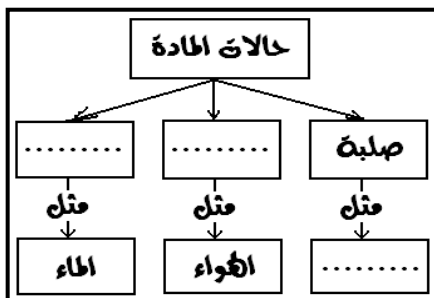 حالات المادة
صلبة ......... .........
مثل مثل مثل
......... الهواء الماء